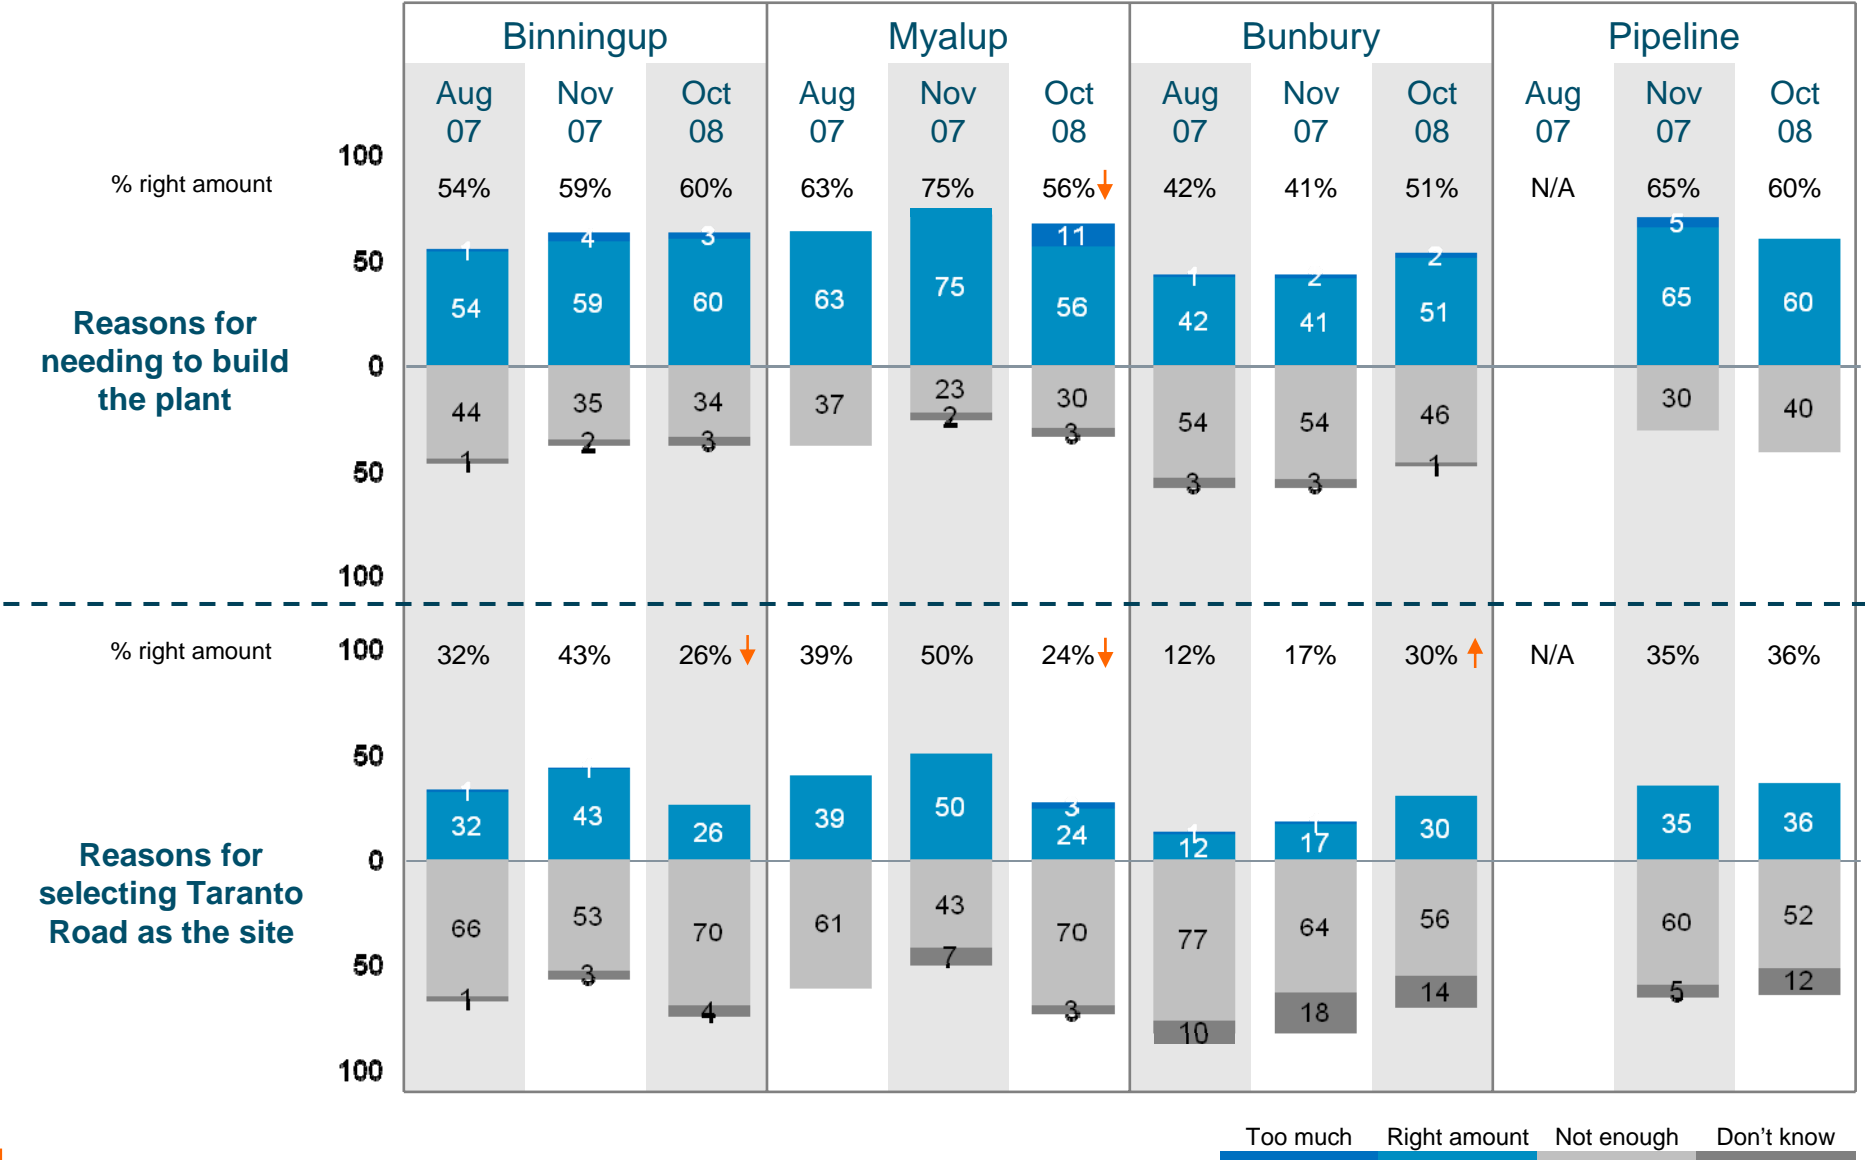 Binningup Myalup Bunbury Pipeline
Aug Nov Oct Aug Nov Oct Aug Nov Oct Aug Nov Oct
07 07 08 07 07 08 07 07 08 07 07 08
100
% right amount 54% 59% 60% 63% 75% 56% 42% 41% 51% N/A 65% 60%
1 4 3 11 1 2 2 5
50
54 59 60 63 75 56 42 41 51 65 60
Reasons for
needing to build
the plant
0
44 35 34 37 23 30 54 54 46 30 40
1 2 3 2 3 3 3 1
50
100
% right amount 100 32% 43% 26% 39% 50% 24% 12% 17% 30% N/A 35% 36%
50
1 1 3 1 1
32 43 26 39 50 24 12 17 30 35 36
Reasons for
selecting Taranto
Road as the site
0
66 53 70 61 43 70 77 64 56 60 52
50
1 3 4 7 3 10 18 14 5 12
100
Too much Right amount Not enough Don't know